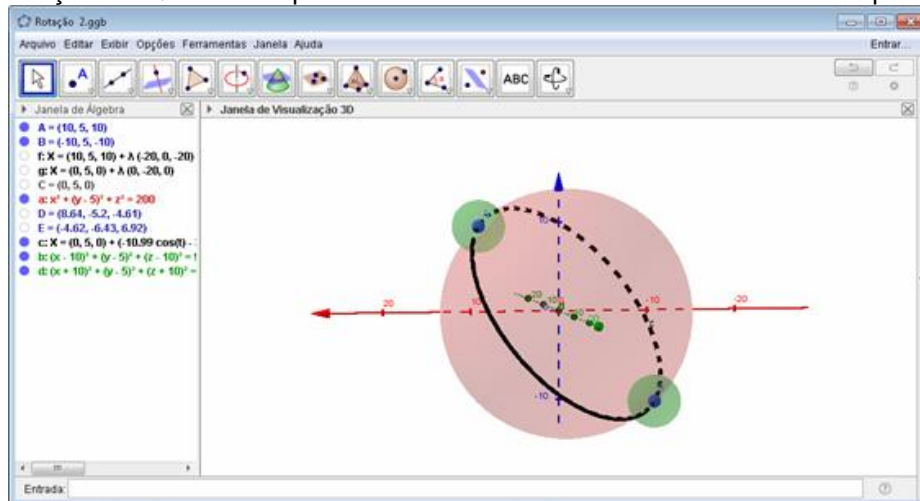 Rotação 2.ggb
Arquivo Editar Exibir Opções Ferramentas Janela Ajuda Entrar...
A ABC
Janela de Álgebra
Janela de Visualização 3D
A = (10, 5, 10)
B = (-10, 5, -10)
f: X = (10, 5, 10) + λ (-20, 0, -20)
g: X = (0, 5, 0) + λ (0, -20, 0)
C = (0, 5, 0)
a: x² + (y - 5)² + z² = 200
D = (8.64, -5.2, -4.61)
E = (-4.62, -6.43, 6.92)
c: X = (0, 5, 0) + (-10.99 cos(t) -
b: (x - 10)² + (y - 5)² + (z - 10)² =
d: (x + 10)² + (y - 5)² + (z + 10)² =
10
20 10 -10 -20
-10
Entrada: